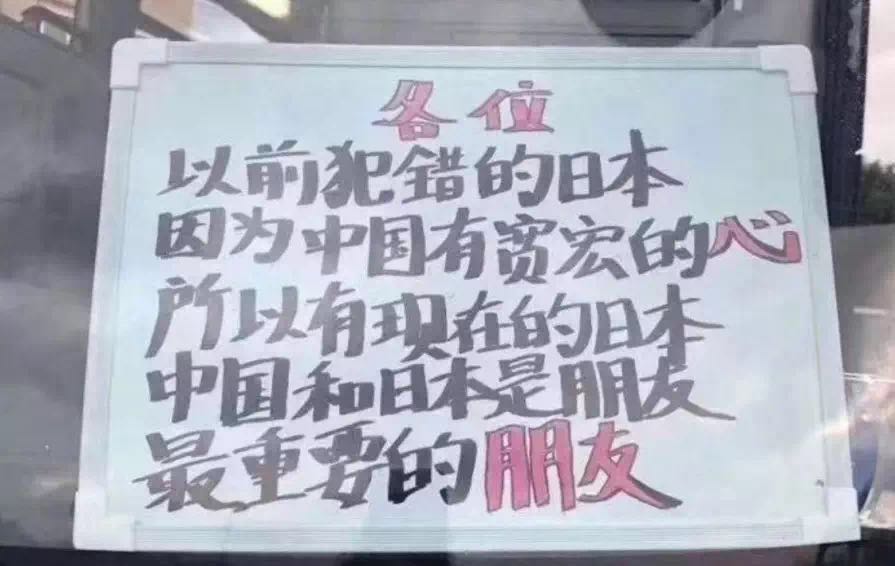 各位
以前犯错的日本
因为中国有宽宏的心
所以有现在的日本
中国和日本是朋友
最重要的朋友